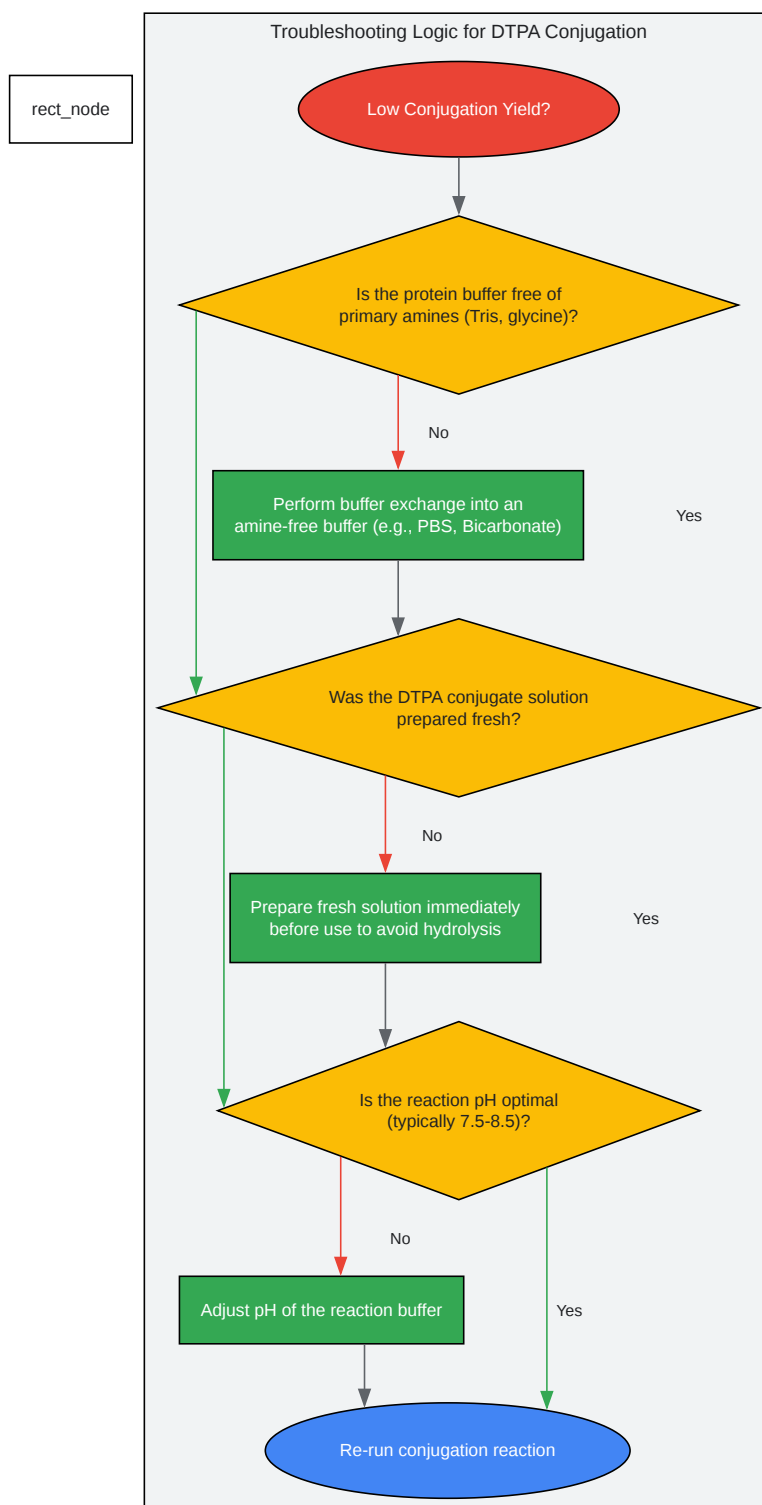 Troubleshooting Logic for DTPA Conjugation
rect_node
Low Conjugation Yield?
Is the protein buffer free of
primary amines (Tris, glycine)?
No
Perform buffer exchange into an
amine-free buffer (e.g., PBS, Bicarbonate)
Yes
Was the DTPA conjugate solution
prepared fresh?
No
Prepare fresh solution immediately
before use to avoid hydrolysis
Yes
Is the reaction pH optimal
(typically 7.5-8.5)?
No
Adjust pH of the reaction buffer
Yes
Re-run conjugation reaction